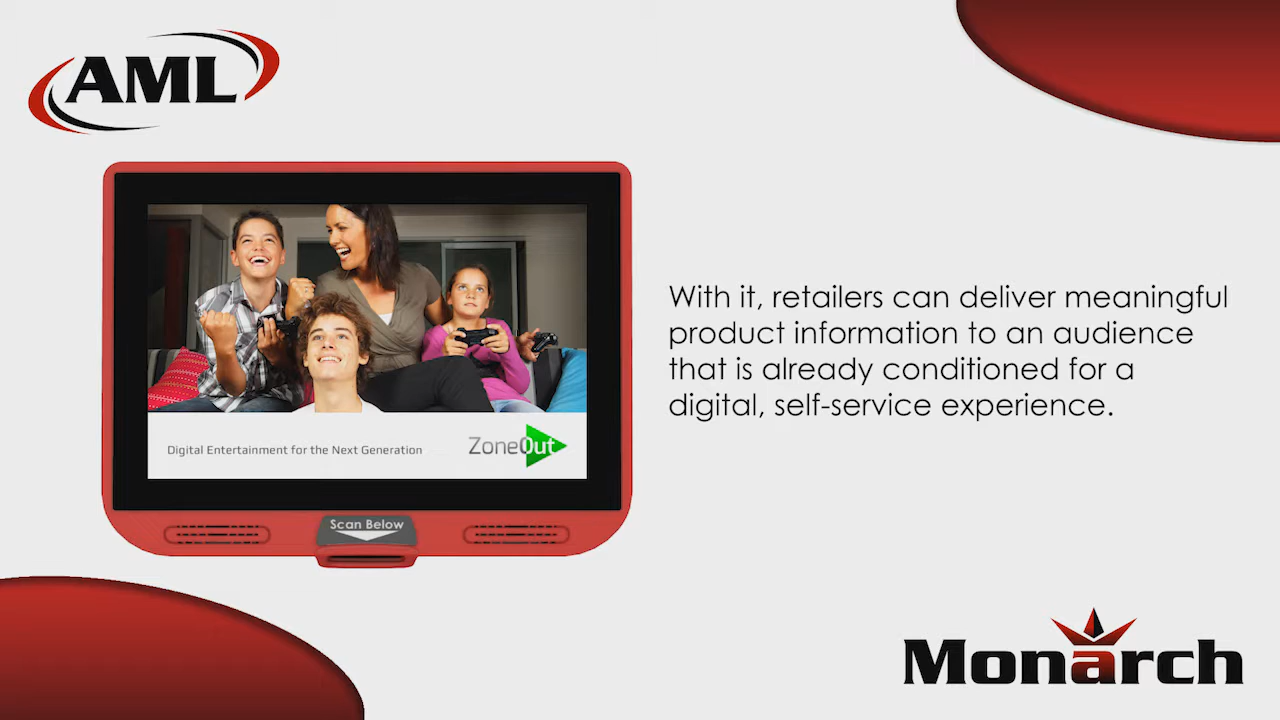 AML
With it, retailers can deliver meaningful
product information to an audience
that is already conditioned for a
digital, self-service experience.
Digital Entertainment for the Next Generation
ZoneOut
Scan Below
Monarch